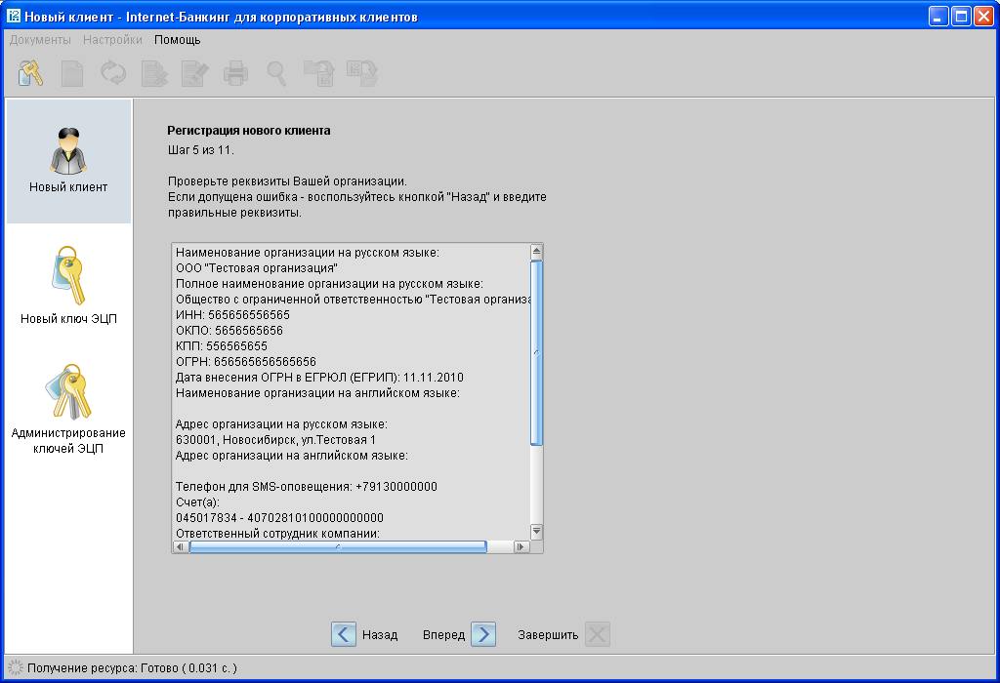 Новый клиент - Internet-Банкинг для корпоративных клиентов
Документы Настройки Помощь
Новый клиент
Новый ключ ЭЦП
Администрирование
ключей ЭЦП
Регистрация нового клиента
Шаг 5 из 11.
Проверьте реквизиты Вашей организации.
Если допущена ошибка - воспользуйтесь кнопкой "Назад" и введите
правильные реквизиты.
Наименование организации на русском языке:
ООО "Тестовая организация"
Полное наименование организации на русском языке:
Общество с ограниченной ответственностью "Тестовая организа
ИНН: 565656556565
ОКПО: 5656565656
КПП: 556565655
ОГРН: 656565656565656
Дата внесения ОГРН в ЕГРЮЛ (ЕГРИП): 11.11.2010
Наименование организации на английском языке:
Адрес организации на русском языке:
630001, Новосибирск, ул.Тестовая 1
Адрес организации на английском языке:
Телефон для SMS-оповещения: +79130000000
Счет(а):
045017834 - 40702810100000000000
Ответственный сотрудник компании:
Назад Вперед Завершить
Получение ресурса: Готово ( 0.031 с. )